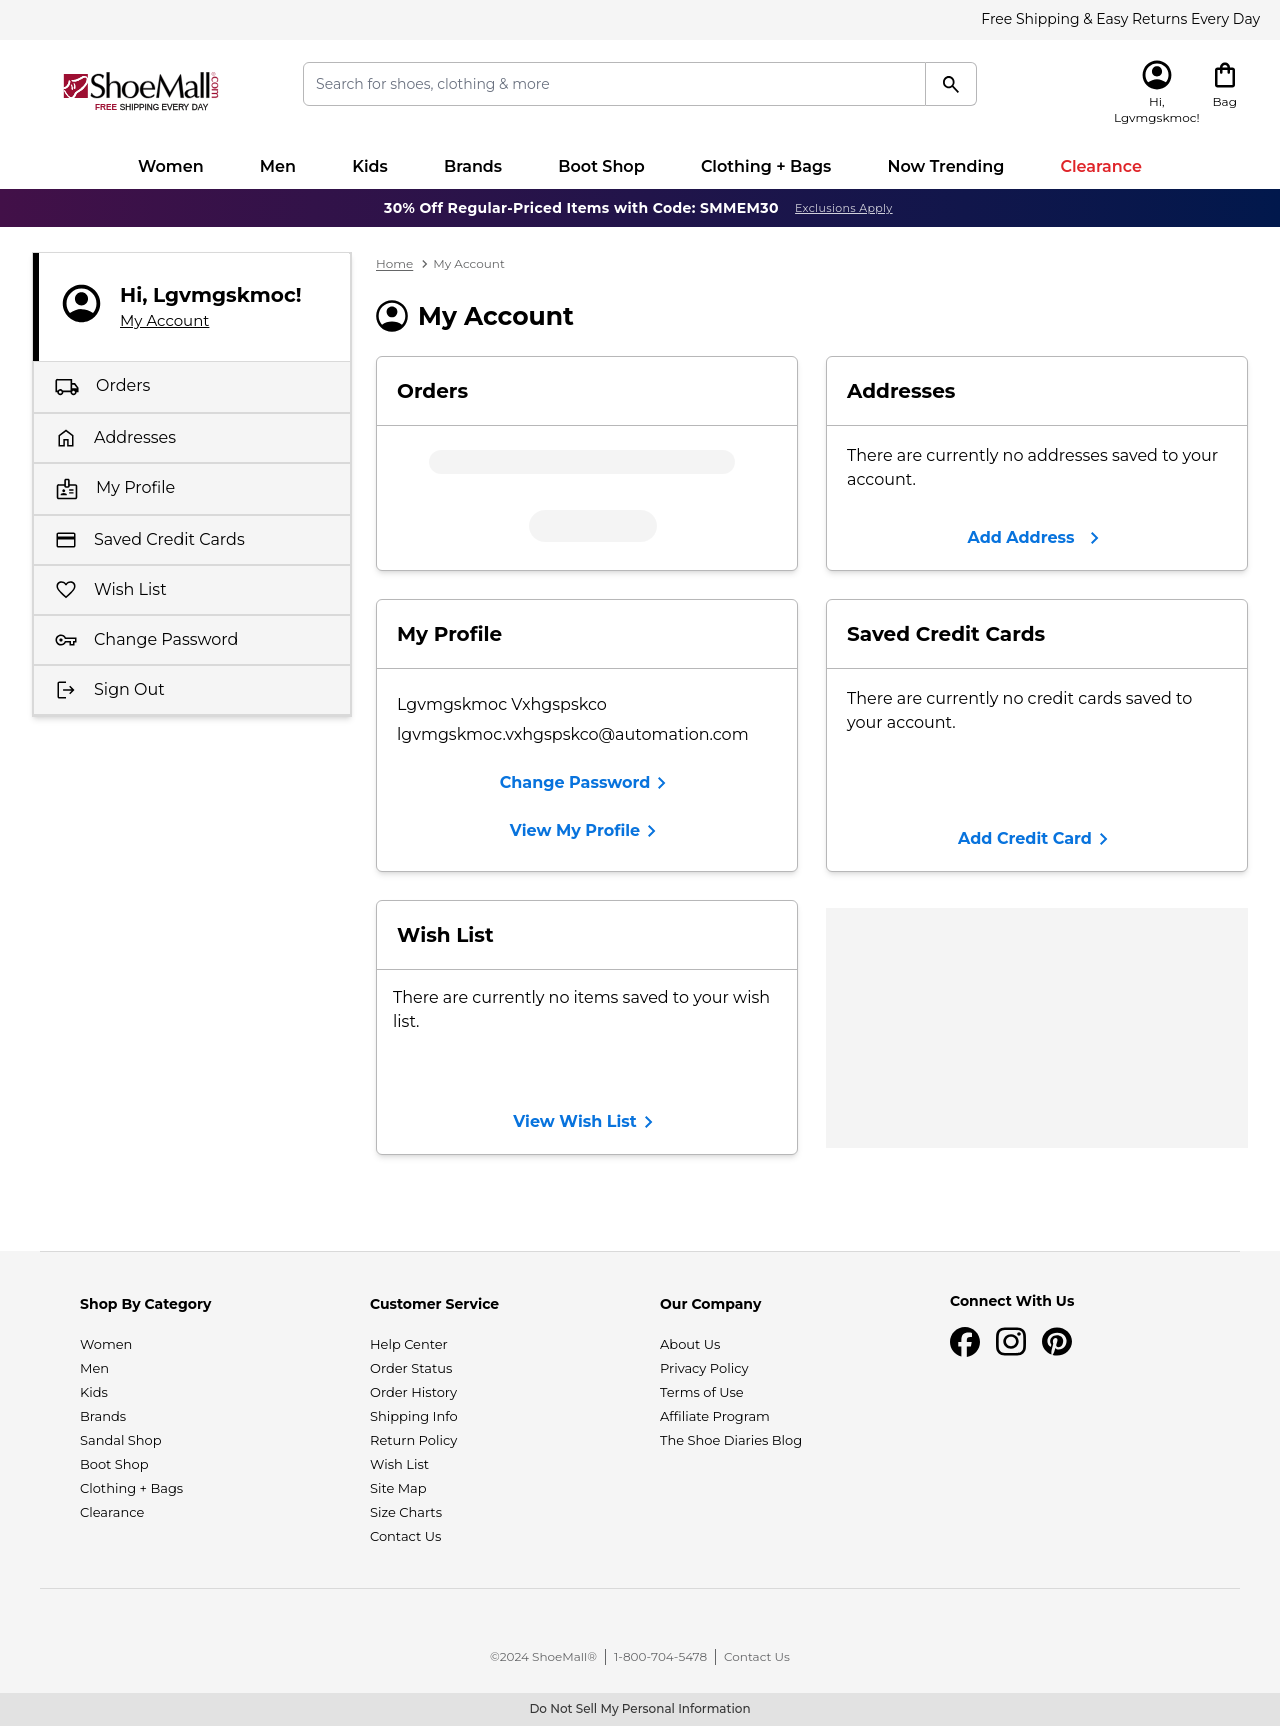 Free Shipping & Easy Returns Every Day
ShoeMall.com
FREE SHIPPING EVERY DAY
Search for shoes, clothing & more
Hi,
Lgvmgskmoc!
Bag
Women Men Kids Brands Boot Shop Clothing + Bags Now Trending Clearance
30% Off Regular-Priced Items with Code: SMMEM30 Exclusions Apply
Hi, Lgvmgskmoc!
My Account
Orders
Addresses
My Profile
Saved Credit Cards
Wish List
Change Password
Sign Out
Home > My Account
My Account
Orders
Addresses
There are currently no addresses saved to your
account.
Add Address
My Profile
Lgvmgskmoc Vxhgspskco
lgvmgskmoc.vxhgspskco@automation.com
Change Password
View My Profile
Saved Credit Cards
There are currently no credit cards saved to
your account.
Add Credit Card
Wish List
There are currently no items saved to your wish
list.
View Wish List
Shop By Category
Women
Men
Kids
Brands
Sandal Shop
Boot Shop
Clothing + Bags
Clearance
Customer Service
Help Center
Order Status
Order History
Shipping Info
Return Policy
Wish List
Site Map
Size Charts
Contact Us
Our Company
About Us
Privacy Policy
Terms of Use
Affiliate Program
The Shoe Diaries Blog
Connect With Us
©2024 ShoeMall® | 1-800-704-5478 | Contact Us
Do Not Sell My Personal Information